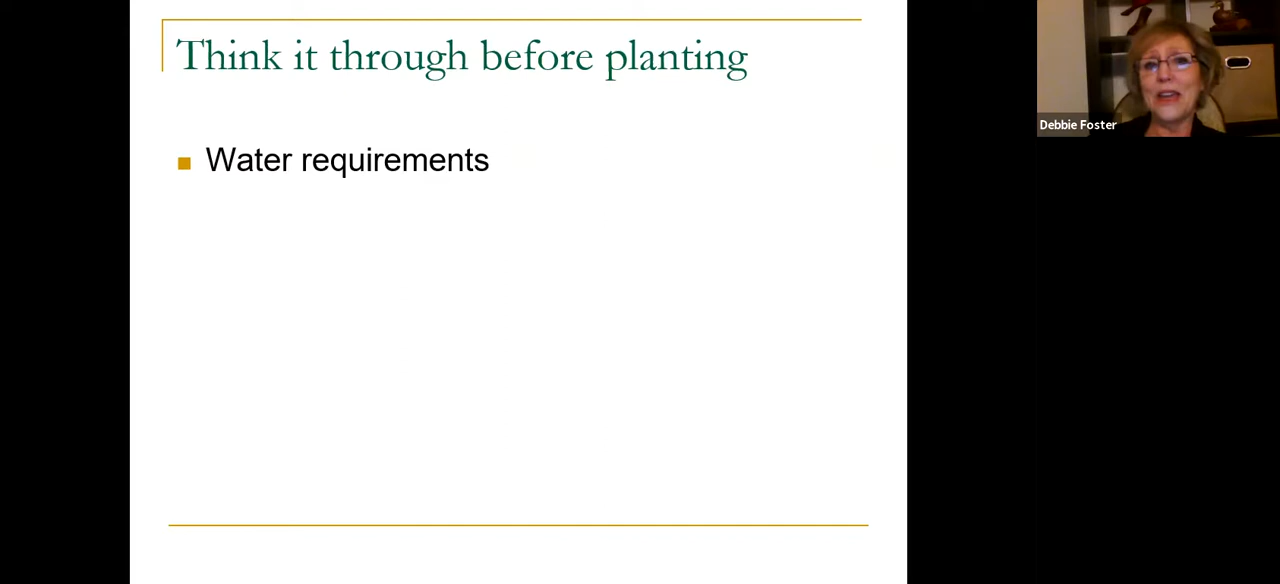 Think it through before planting
Water requirements
Debbie Foster